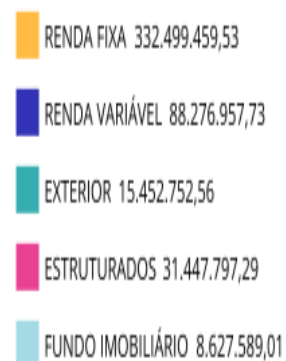 RENDA FIXA 332.499.459,53
RENDA VARIÁVEL 88.276.957,73
EXTERIOR 15.452.752,56
ESTRUTURADOS 31.447.797,29
FUNDO IMOBILIÁRIO 8.627.589,01